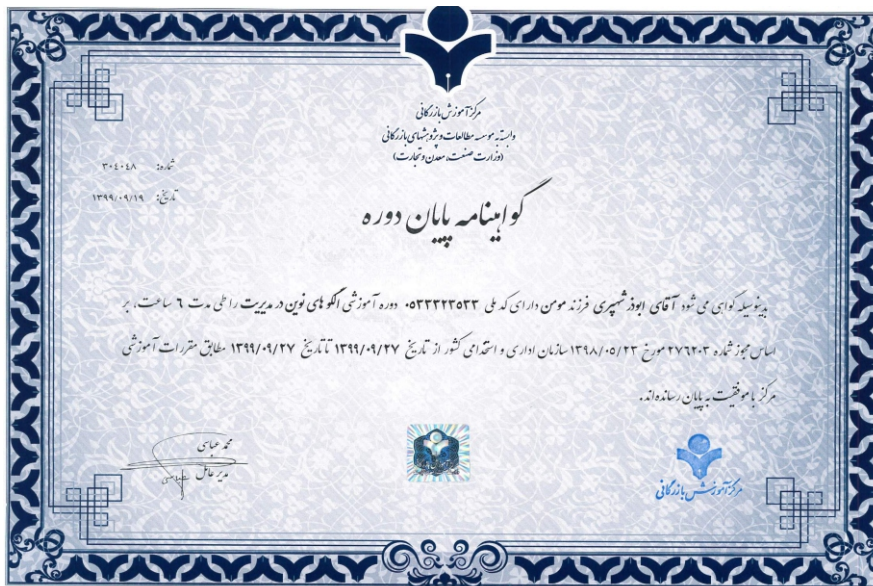 مرکز آموزش بازرگانی
وابسته به موسسه مطالعات و پژوهشهای بازرگانی
(وزارت صنعت، معدن و تجارت)
شماره: ۳۰۴۰۴۸
تاریخ: ۱۳۹۹/۰۹/۱۹
گواهینامه پایان دوره
بدینوسیله گواهی می شود آقای ابوذر شهپری فرزند مومن دارای کد ملی ۰۵۳۳۳۲۳۵۳۳ دوره آموزشی الگو های نوین در مدیریت را طی مدت ۶ ساعت، بر
اساس مجوز شماره ۲۷۶۲۰۳ مورخ ۱۳۹۸/۰۵/۲۳ سازمان اداری و استخدامی کشور از تاریخ ۱۳۹۹/۰۹/۲۷ تا تاریخ ۱۳۹۹/۰۹/۲۷ مطابق مقررات آموزشی
مرکز با موفقیت به پایان رسانده اند.
محمد عباسی
مدیر عامل
مرکز آموزش بازرگانی